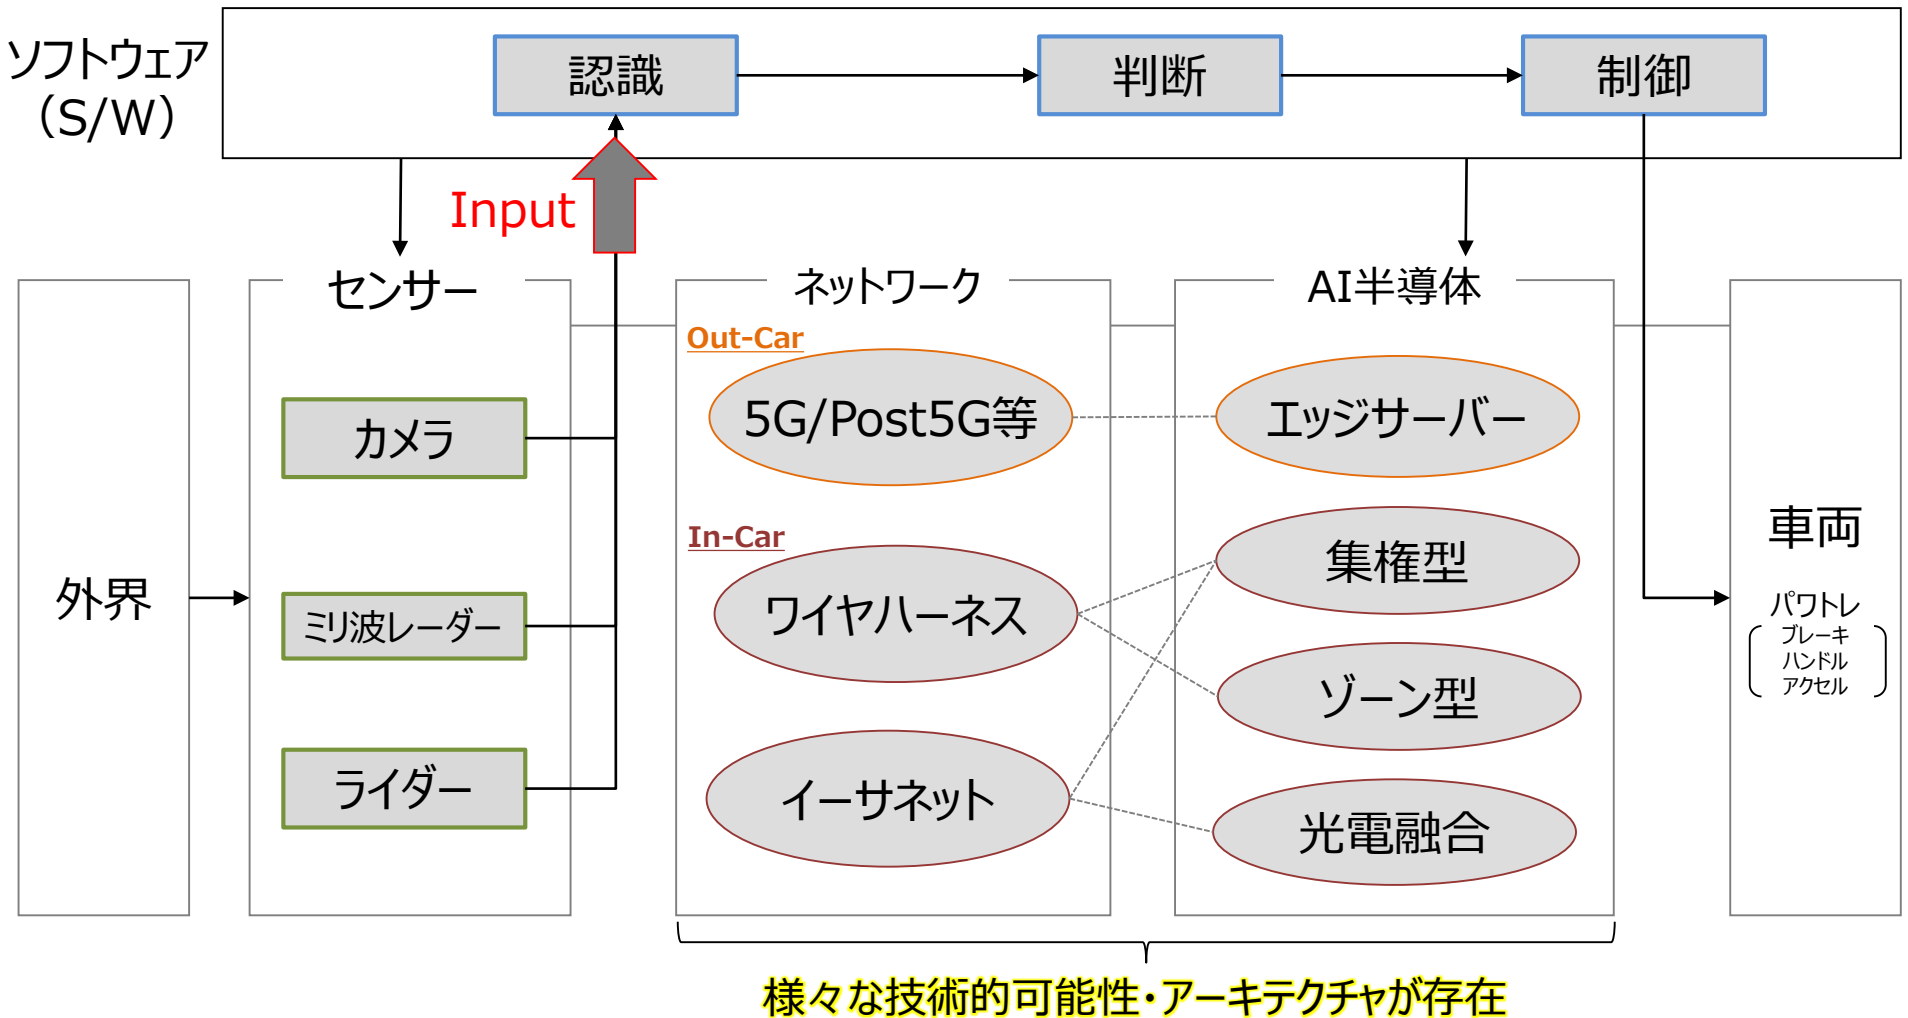 ソフトウェア
（S/W）
認識
判断
制御
Input
センサー
ネットワーク
AI半導体
Out-Car
5G/Post5G等
エッジサーバー
カメラ
In-Car
集権型
車両
外界
ミリ波レーダー
ワイヤハーネス
パワトレ
ブレーキ
ハンドル
アクセル
ゾーン型
ライダー
イーサネット
光電融合
様々な技術的可能性・アーキテクチャが存在